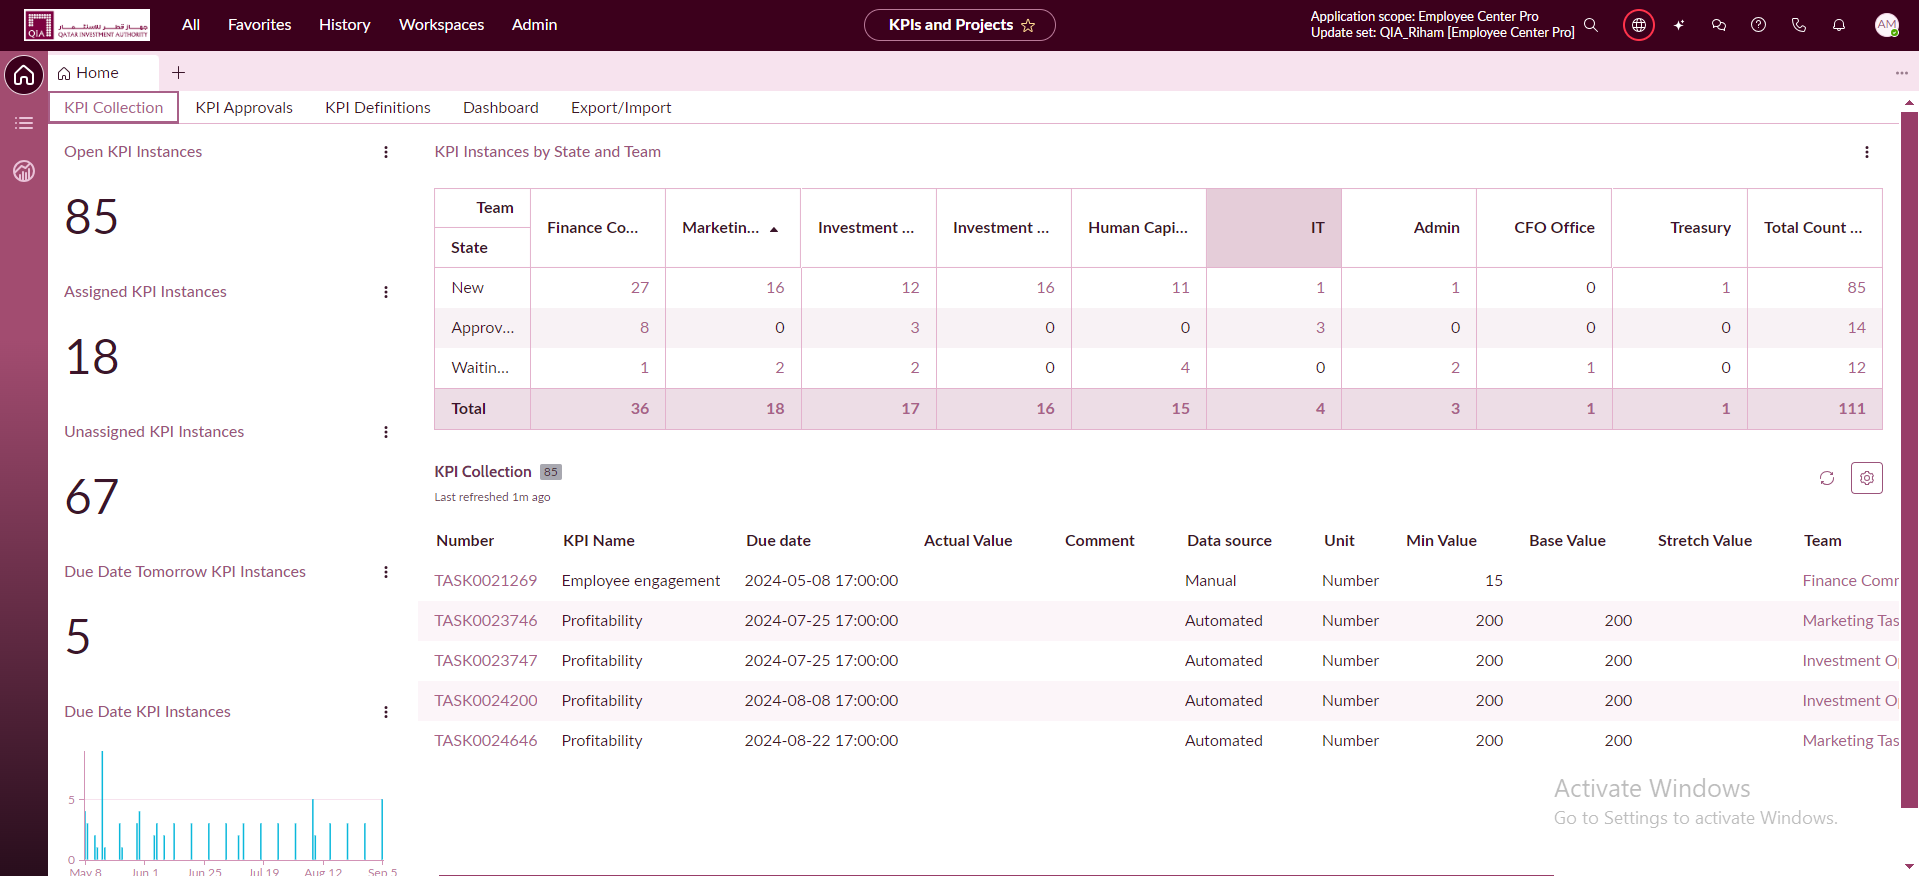 جهاز قطر للاستثمار
QIA QATAR INVESTMENT AUTHORITY
All Favorites History Workspaces Admin
KPIs and Projects
Application scope: Employee Center Pro
Update set: QIA_Riham [Employee Center Pro]
AM
Home
KPI Collection KPI Approvals KPI Definitions Dashboard Export/Import
Open KPI Instances
85
Assigned KPI Instances
18
Unassigned KPI Instances
67
Due Date Tomorrow KPI Instances
5
Due Date KPI Instances
5
0
May 8 Jun 1 Jun 25 Jul 19 Aug 12 Sep 5
KPI Instances by State and Team
Team
State
Finance Co... Marketin... Investment ... Investment ... Human Capi... IT Admin CFO Office Treasury Total Count ...
New 27 16 12 16 11 1 1 0 1 85
Approv... 8 0 3 0 0 3 0 0 0 14
Waitin... 1 2 2 0 4 0 2 1 0 12
Total 36 18 17 16 15 4 3 1 1 111
KPI Collection 85
Last refreshed 1m ago
Number KPI Name Due date Actual Value Comment Data source Unit Min Value Base Value Stretch Value Team
TASK0021269 Employee engagement 2024-05-08 17:00:00 Manual Number 15 Finance Com
TASK0023746 Profitability 2024-07-25 17:00:00 Automated Number 200 200 Marketing Tas
TASK0023747 Profitability 2024-07-25 17:00:00 Automated Number 200 200 Investment O
TASK0024200 Profitability 2024-08-08 17:00:00 Automated Number 200 200 Investment O
TASK0024646 Profitability 2024-08-22 17:00:00 Automated Number 200 200 Marketing Tas
Activate Windows
Go to Settings to activate Windows.